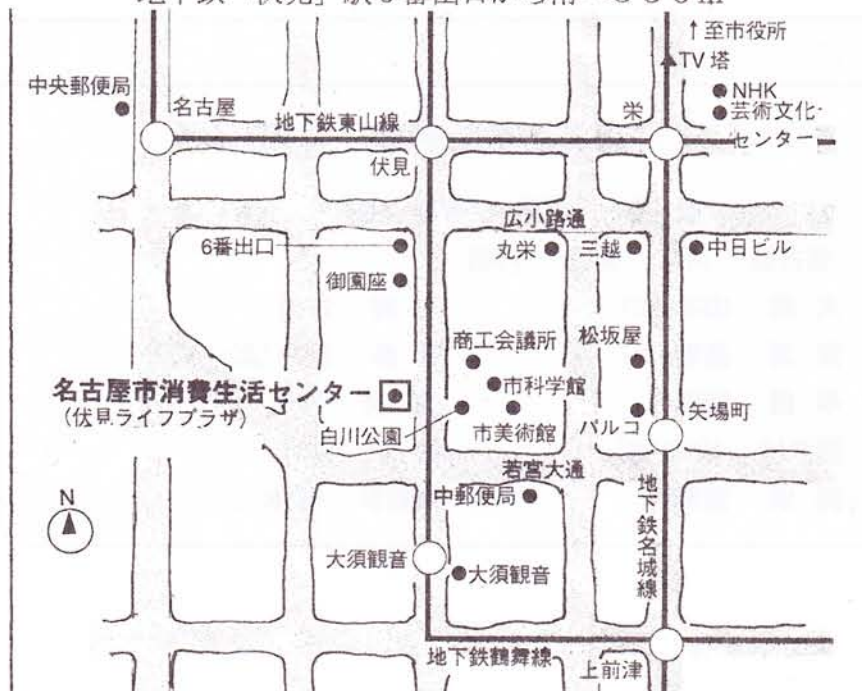 至市役所
TV塔
中央郵便局
NHK
名古屋
芸術文化
地下鉄東山線
栄
センター
伏見
広小路通
6番出口
丸栄
三越
中日ビル
御園座
商工会議所
松坂屋
市科学館
名古屋市消費生活センター
(伏見ライフプラザ)
矢場町
白川公園
市美術館
パルコ
若宮大通
中郵便局
地下鉄名城線
N
大須観音
大須観音
地下鉄鶴舞線
上前津